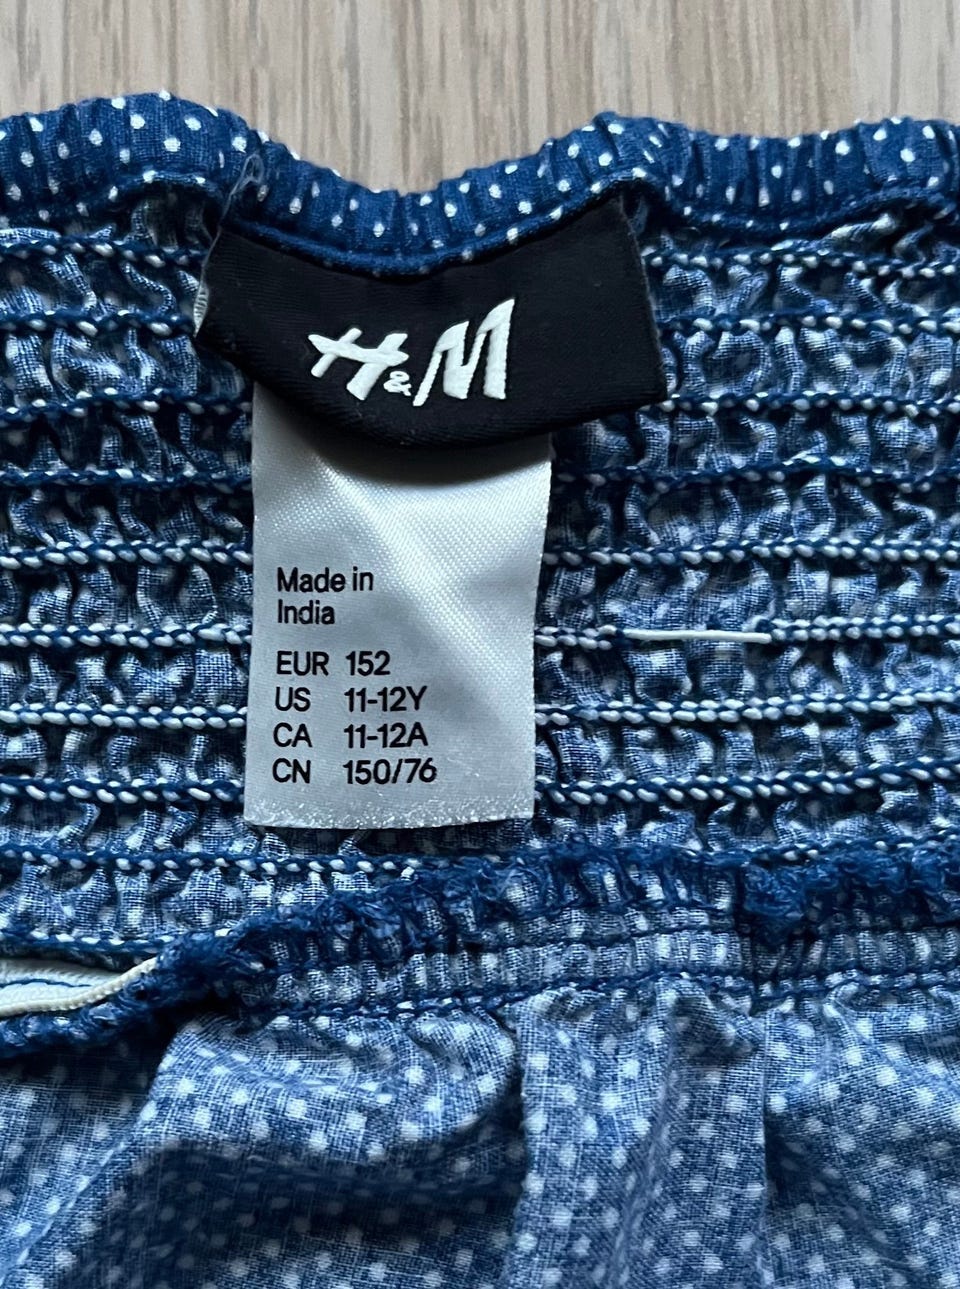 H&M
Made in
India
EUR 152
US 11-12Y
CA 11-12A
CN 150/76